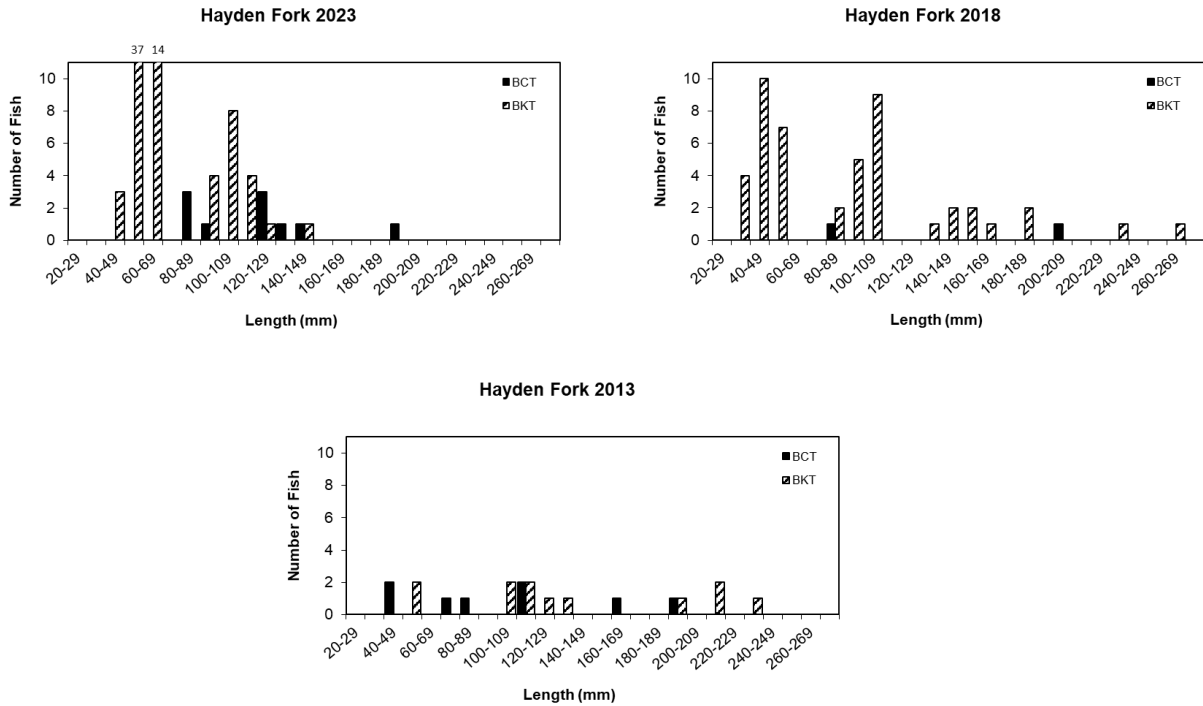 Hayden Fork 2023
37 14
10
8
6
4
2
0
Number of Fish
BCT
BKT
20-29 40-49 60-69 80-89 100-109 120-129 140-149 160-169 180-189 200-209 220-229 240-249 260-269
Length (mm)
Hayden Fork 2018
10
8
6
4
2
0
Number of Fish
BCT
BKT
20-29 40-49 60-69 80-89 100-109 120-129 140-149 160-169 180-189 200-209 220-229 240-249 260-269
Length (mm)
Hayden Fork 2013
10
8
6
4
2
0
Number of Fish
BCT
BKT
20-29 40-49 60-69 80-89 100-109 120-129 140-149 160-169 180-189 200-209 220-229 240-249 260-269
Length (mm)